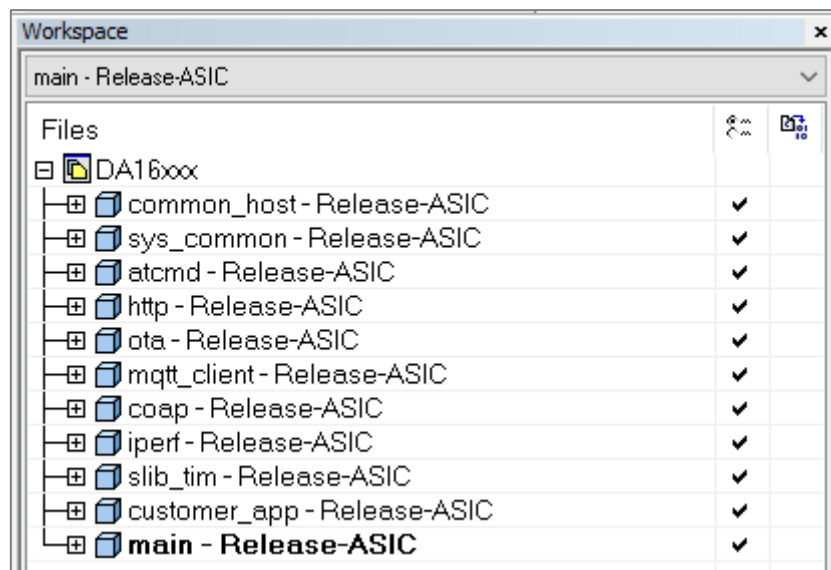 Workspace
main - Release-ASIC
Files
DA16xxx
common_host - Release-ASIC
sys_common - Release-ASIC
atcmd - Release-ASIC
http - Release-ASIC
ota - Release-ASIC
mqtt_client - Release-ASIC
coap - Release-ASIC
iperf - Release-ASIC
slib_tim - Release-ASIC
customer_app - Release-ASIC
main - Release-ASIC